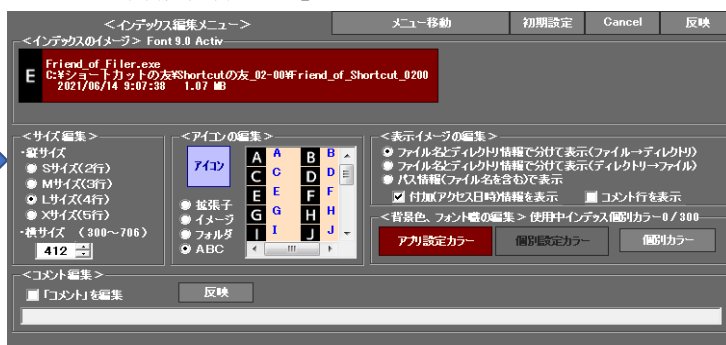 ＜インデックス編集メニュー＞ メニュー移動 初期設定 Cancel 反映
＜インデックスのイメージ＞ Font 9.0 Activ
E
Friend_of_Filer.exe
C:¥ショートカットの友¥Shortcutの友_02-00¥Friend_of_Shortcut_0200
2021/06/14 9:07:38 1.07 MB
＜サイズ編集＞
・縦サイズ
Sサイズ(2行)
Mサイズ(3行)
Lサイズ(4行)
Xサイズ(5行)
・横サイズ （300～706）
412
＜アイコンの編集＞
アイコン
拡張子
イメージ
フォルダ
ABC
A A B B
C C D D
E E F F
G G H H
I I J J
＜表示イメージの編集＞
ファイル名とディレクトリ情報で分けて表示(ファイル→ディレクトリ)
ファイル名とディレクトリ情報で分けて表示(ディレクトリ→ファイル)
パス情報(ファイル名を含む)で表示
付加(アクセス日時)情報を表示 コメント行を表示
＜背景色、フォント職の編集＞ 使用中インデッス個別カラー0/300
アプリ設定カラー 個別設定カラー 個別カラー
＜コメント編集＞
「コメント」を編集 反映